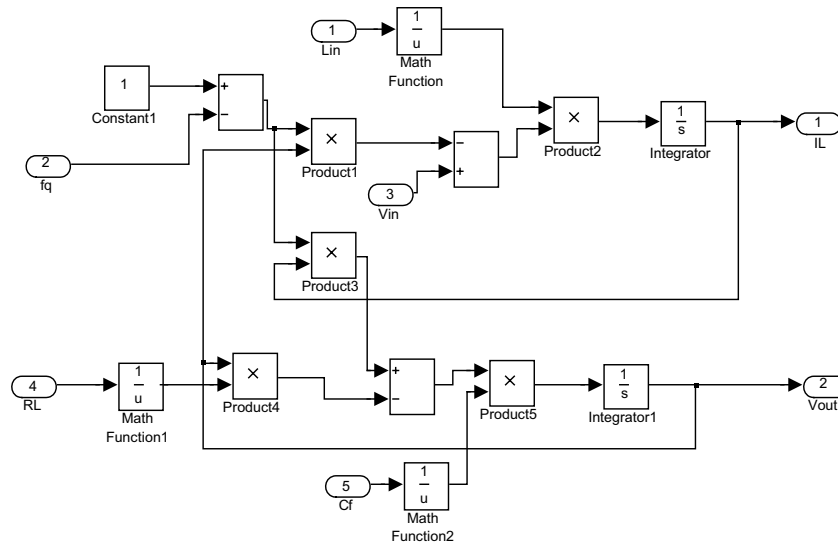 1
Lin
1
u
Math
Function
1
Constant1
+
−
2
fq
×
Product1
−
+
3
Vin
×
Product2
1
s
Integrator
1
IL
×
Product3
4
RL
1
u
Math
Function1
×
Product4
+
−
×
Product5
1
s
Integrator1
2
Vout
5
Cf
1
u
Math
Function2